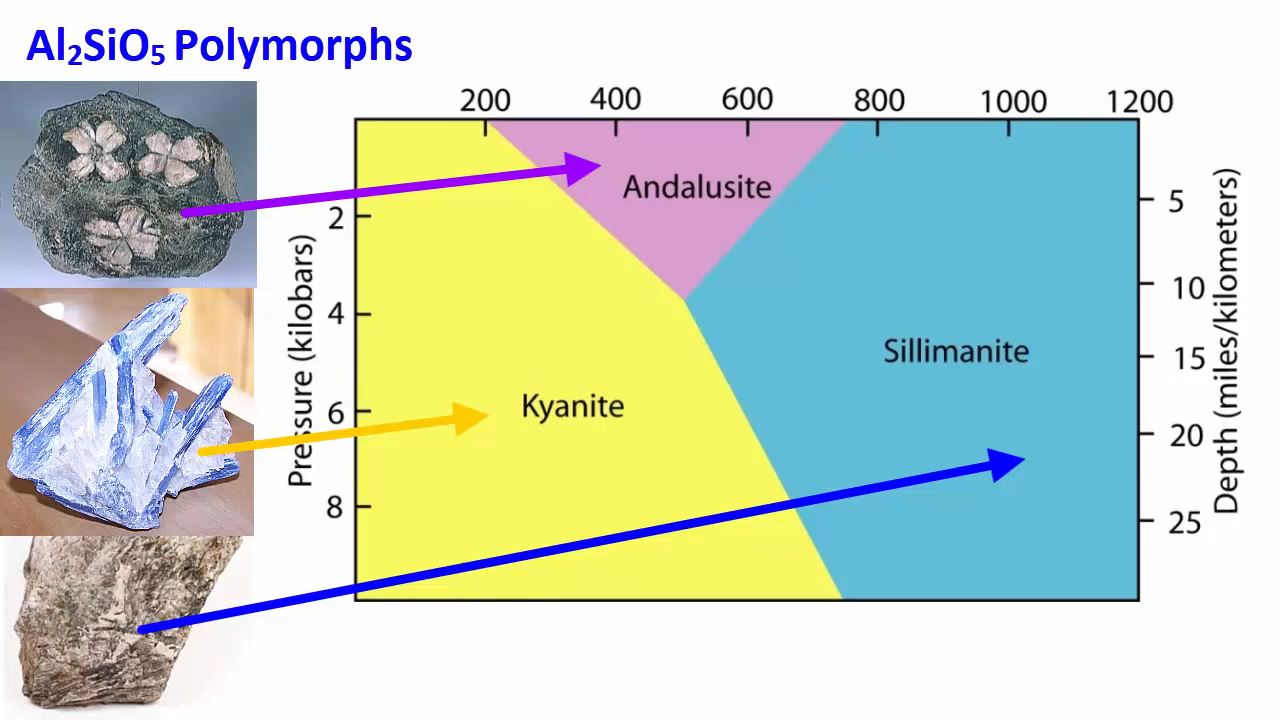 Al₂SiO₅ Polymorphs
200 400 600 800 1000 1200
Andalusite
2
5
4
10
Sillimanite
15
Kyanite
6
20
8
25
Pressure (kilobars)
Depth (miles/kilometers)